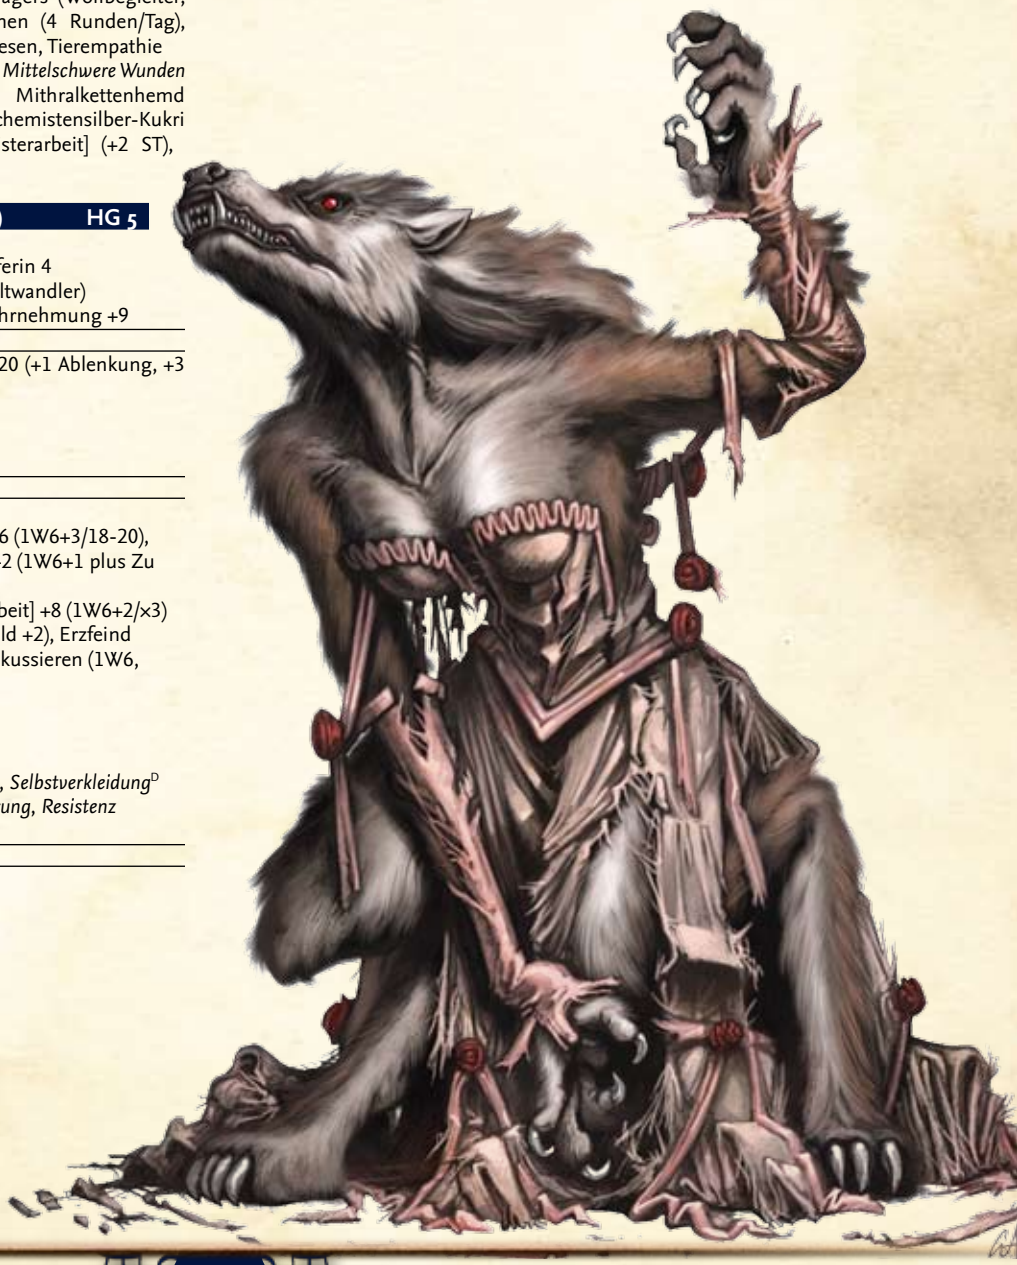 agers (Wolfbegleiter,
nen (4 Runden/Tag),
esen, Tierempathie
Mittelschwere Wunden
Mithralkettenhemd
chemistensilber-Kukri
sterarbeit] (+2 ST),
) HG 5
ferin 4
ltwandler)
hrnehmung +9
20 (+1 Ablenkung, +3
6 (1W6+3/18-20),
-2 (1W6+1 plus Zu
beit] +8 (1W6+2/×3)
ld +2), Erzfeind
kussieren (1W6,
, Selbstverkleidungᴰ
ung, Resistenz